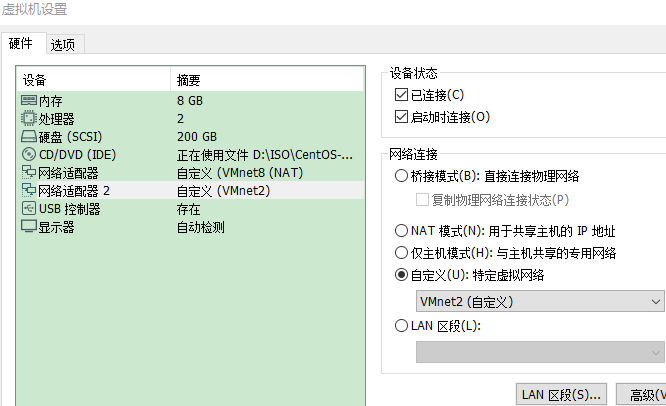 虚拟机设置
硬件 选项
设备 摘要
内存 8 GB
处理器 2
硬盘 (SCSI) 200 GB
CD/DVD (IDE) 正在使用文件 D:\ISO\CentOS-...
网络适配器 自定义 (VMnet8 (NAT)
网络适配器 2 自定义 (VMnet2)
USB 控制器 存在
显示器 自动检测
设备状态
已连接(C)
启动时连接(O)
网络连接
桥接模式(B): 直接连接物理网络
复制物理网络连接状态(P)
NAT 模式(N): 用于共享主机的 IP 地址
仅主机模式(H): 与主机共享的专用网络
自定义(U): 特定虚拟网络
VMnet2 (自定义)
LAN 区段(L):
LAN 区段(S)... 高级(V